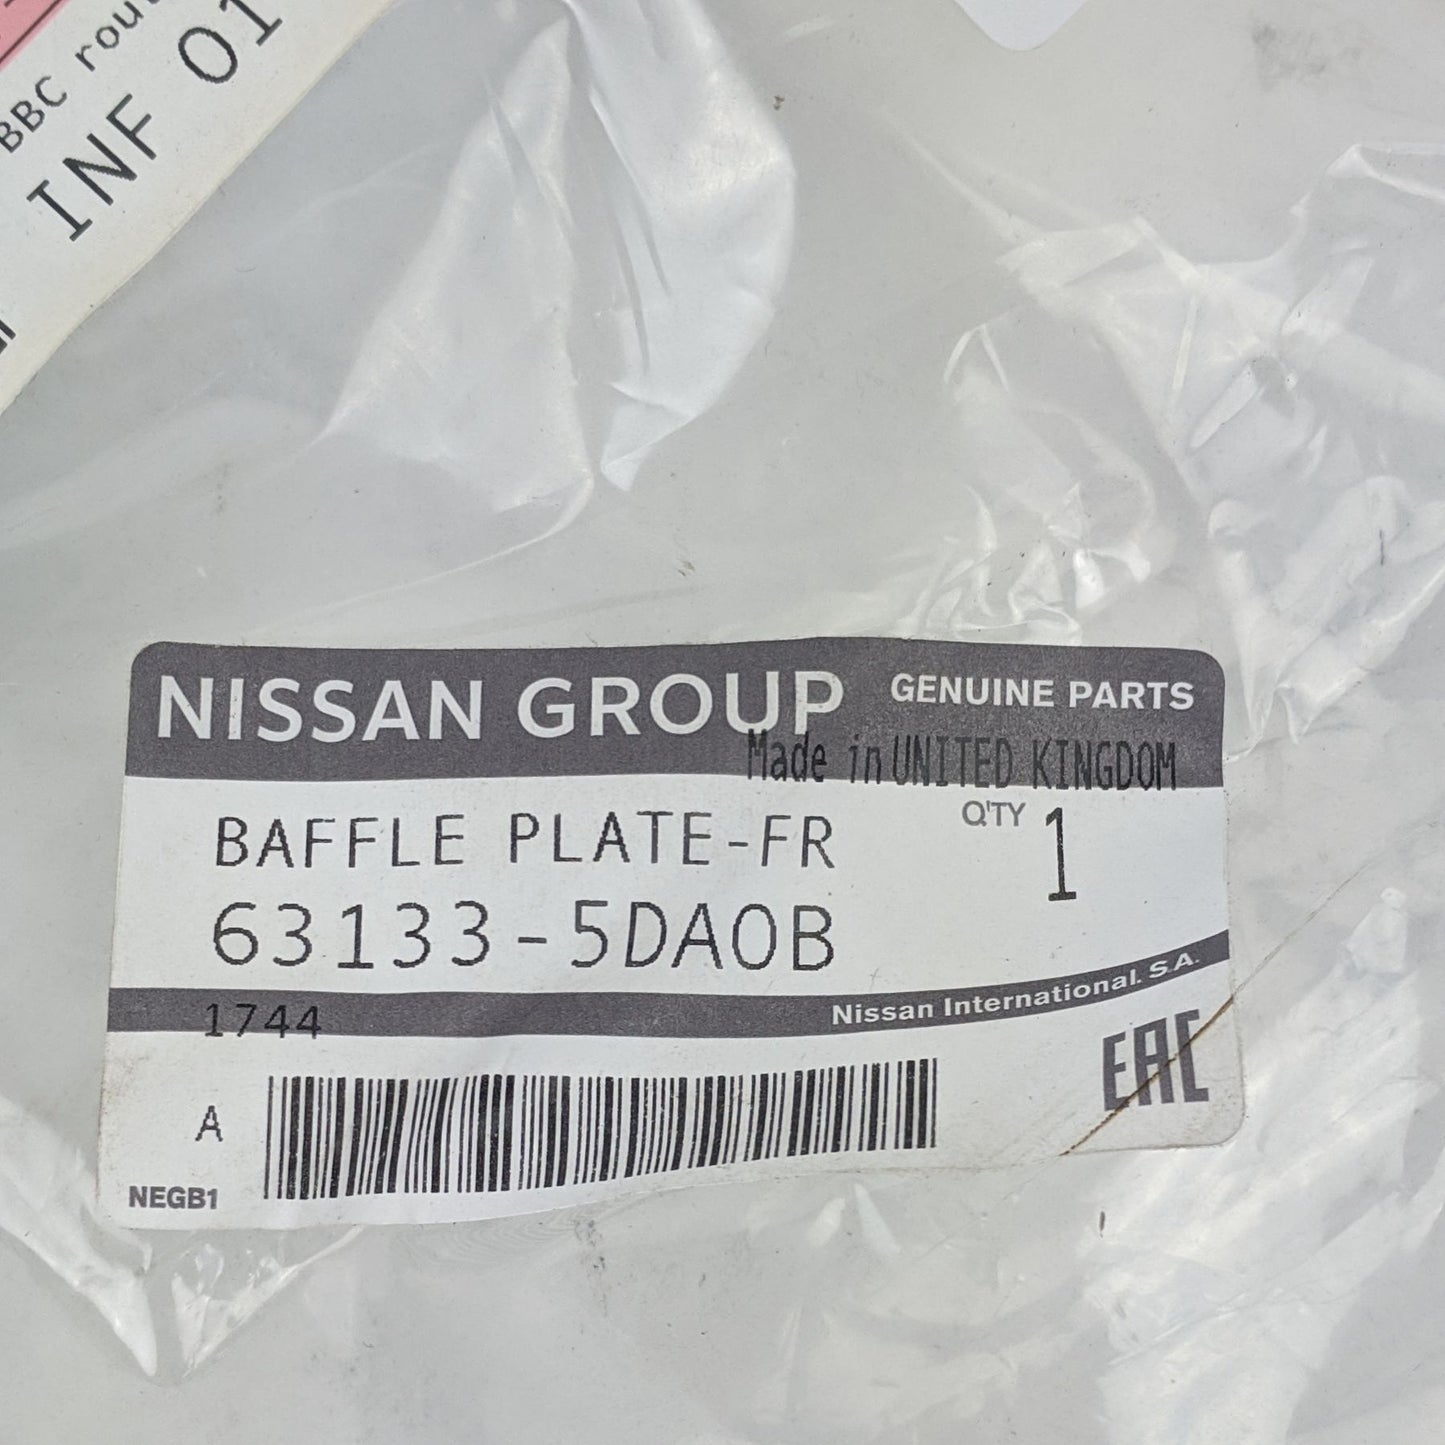 BBC
INF 01
NISSAN GROUP GENUINE PARTS
Made in UNITED KINGDOM
BAFFLE PLATE-FR Q'TY 1
63133-5DA0B
1744 Nissan International. S.A.
EAC
A
NEGB1